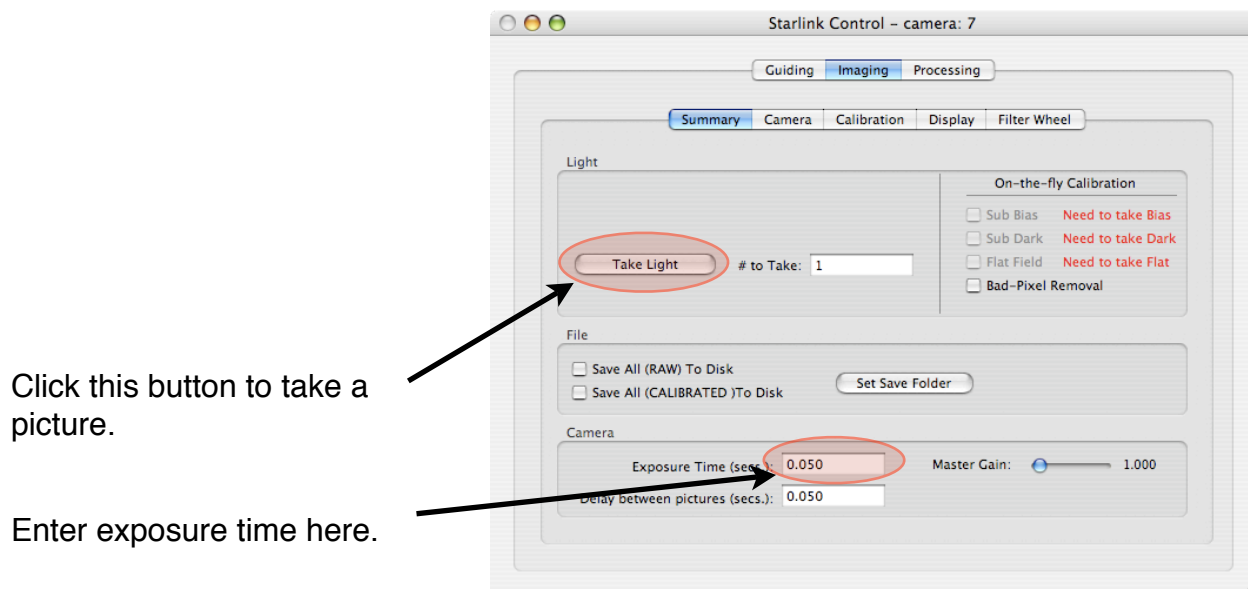 Starlink Control – camera: 7
Guiding Imaging Processing
Summary Camera Calibration Display Filter Wheel
Light
On-the-fly Calibration
Sub Bias Need to take Bias
Sub Dark Need to take Dark
Take Light # to Take: 1
Flat Field Need to take Flat
Bad-Pixel Removal
File
Save All (RAW) To Disk
Save All (CALIBRATED )To Disk
Set Save Folder
Click this button to take a
picture.
Camera
Exposure Time (secs.): 0.050
Master Gain: 1.000
Delay between pictures (secs.): 0.050
Enter exposure time here.